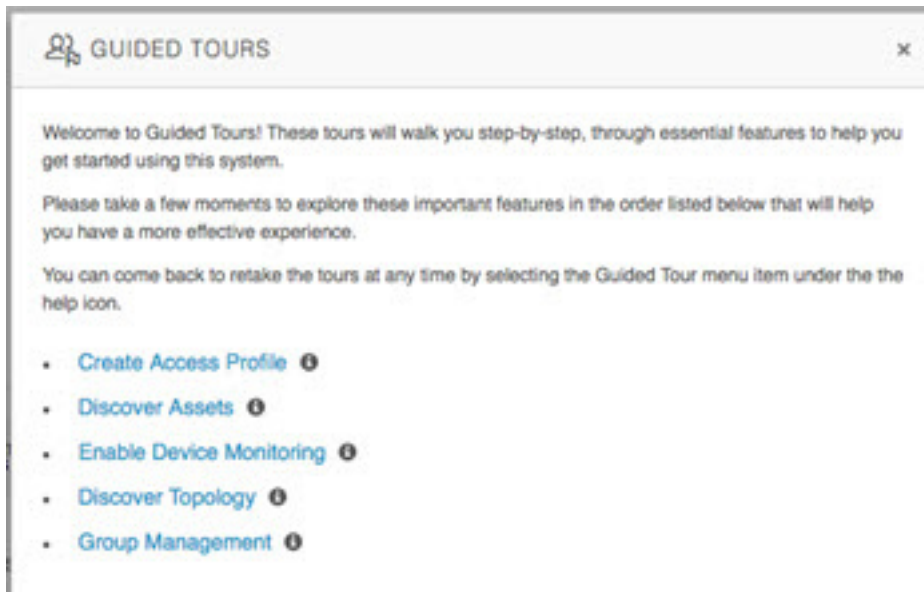 GUIDED TOURS
Welcome to Guided Tours! These tours will walk you step-by-step, through essential features to help you
get started using this system.
Please take a few moments to explore these important features in the order listed below that will help
you have a more effective experience.
You can come back to retake the tours at any time by selecting the Guided Tour menu item under the the
help icon.
Create Access Profile
Discover Assets
Enable Device Monitoring
Discover Topology
Group Management